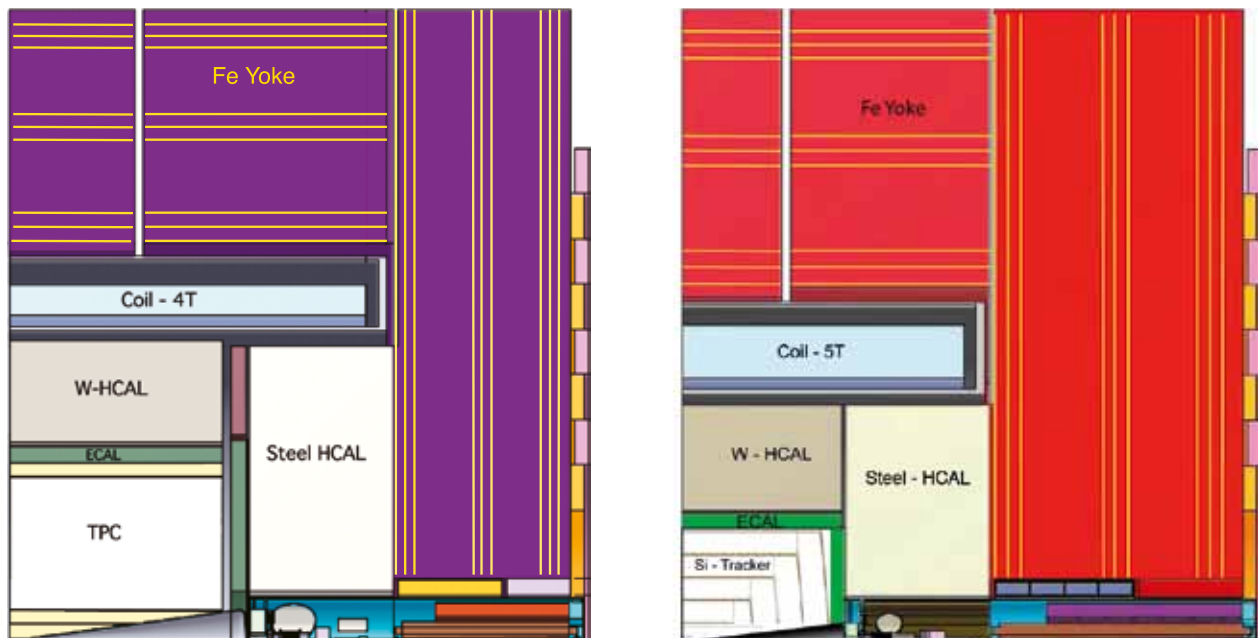 Fe Yoke
Coil - 4T
W-HCAL
ECAL
Steel HCAL
TPC
Fe Yoke
Coil - 5T
W - HCAL
Steel - HCAL
ECAL
Si - Tracker